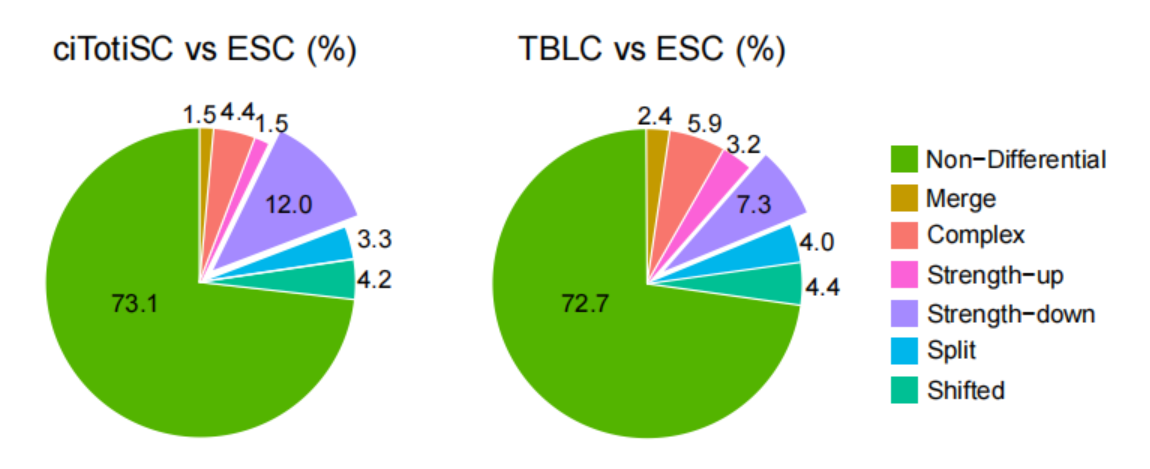 ciTotiSC vs ESC (%)
1.5
4.4
1.5
12.0
3.3
4.2
73.1
TBLC vs ESC (%)
2.4
5.9
3.2
7.3
4.0
4.4
72.7
Non-Differential
Merge
Complex
Strength-up
Strength-down
Split
Shifted